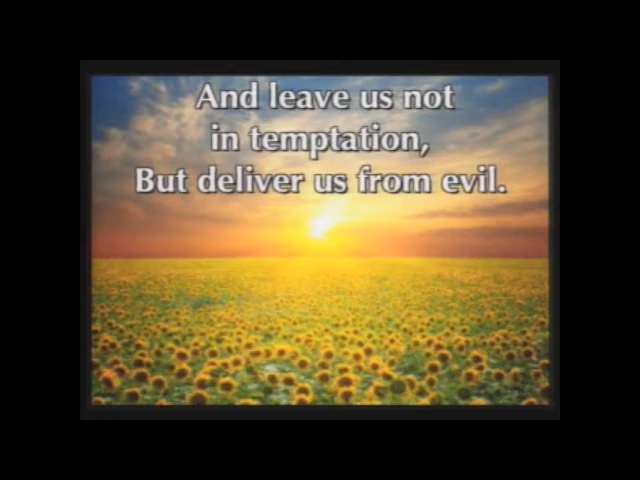 And leave us not
in temptation,
But deliver us from evil.